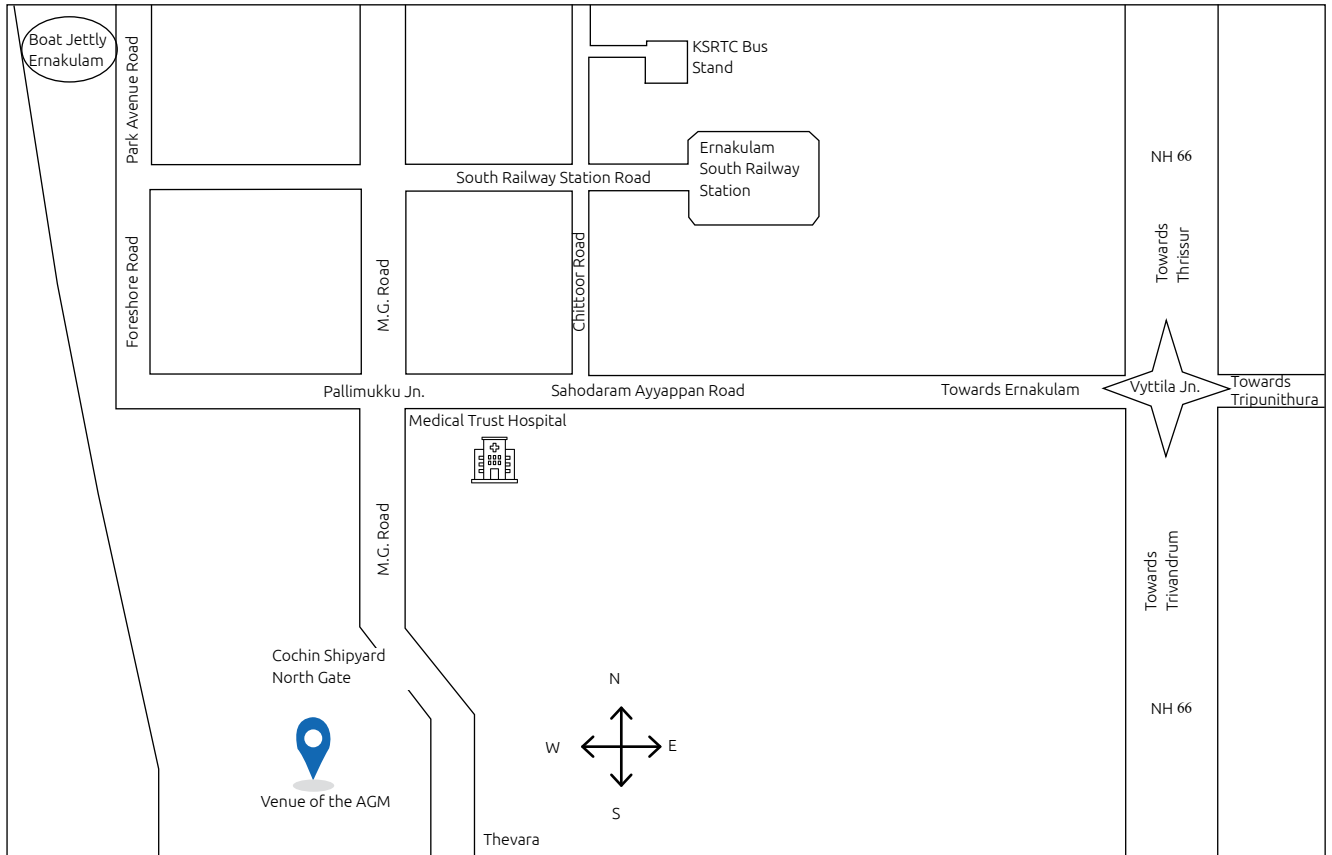 Boat Jettly
Ernakulam
Park Avenue Road
KSRTC Bus
Stand
Ernakulam
South Railway
Station
South Railway Station Road
NH 66
Towards
Thrissur
Foreshore Road
M.G. Road
Chittoor Road
Pallimukku Jn.
Sahodaram Ayyappan Road
Towards Ernakulam
Vyttila Jn.
Towards
Tripunithura
Medical Trust Hospital
M.G. Road
Towards
Trivandrum
Cochin Shipyard
North Gate
N
W
E
S
NH 66
Venue of the AGM
Thevara